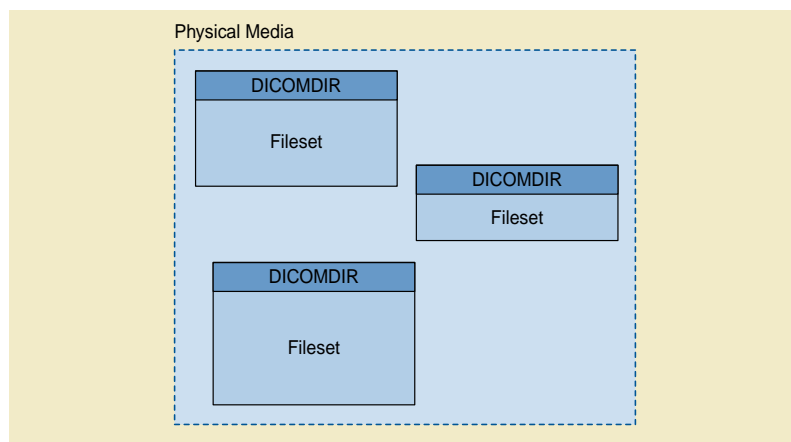 Physical Media
DICOMDIR
Fileset
DICOMDIR
Fileset
DICOMDIR
Fileset